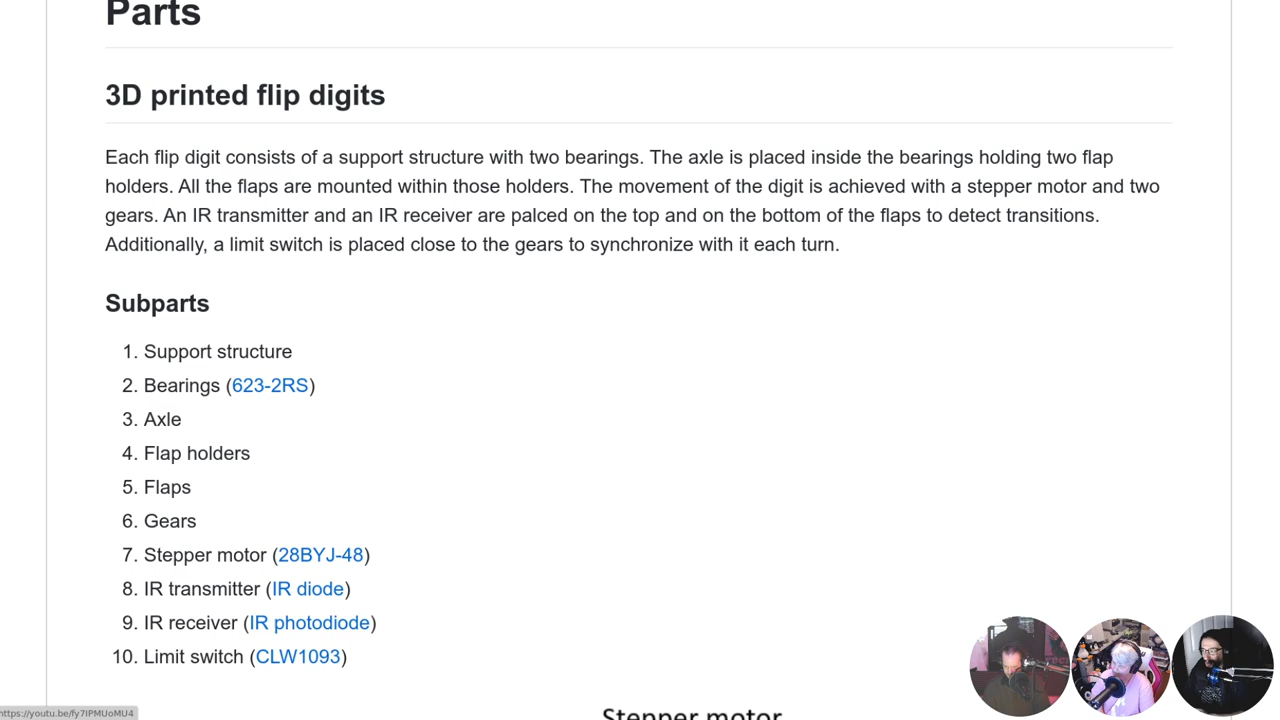 Parts
3D printed flip digits
Each flip digit consists of a support structure with two bearings. The axle is placed inside the bearings holding two flap
holders. All the flaps are mounted within those holders. The movement of the digit is achieved with a stepper motor and two
gears. An IR transmitter and an IR receiver are palced on the top and on the bottom of the flaps to detect transitions.
Additionally, a limit switch is placed close to the gears to synchronize with it each turn.
Subparts
1. Support structure
2. Bearings (623-2RS)
3. Axle
4. Flap holders
5. Flaps
6. Gears
7. Stepper motor (28BYJ-48)
8. IR transmitter (IR diode)
9. IR receiver (IR photodiode)
10. Limit switch (CLW1093)
https://youtu.be/fy7IPMUoMU4
Stepper motor